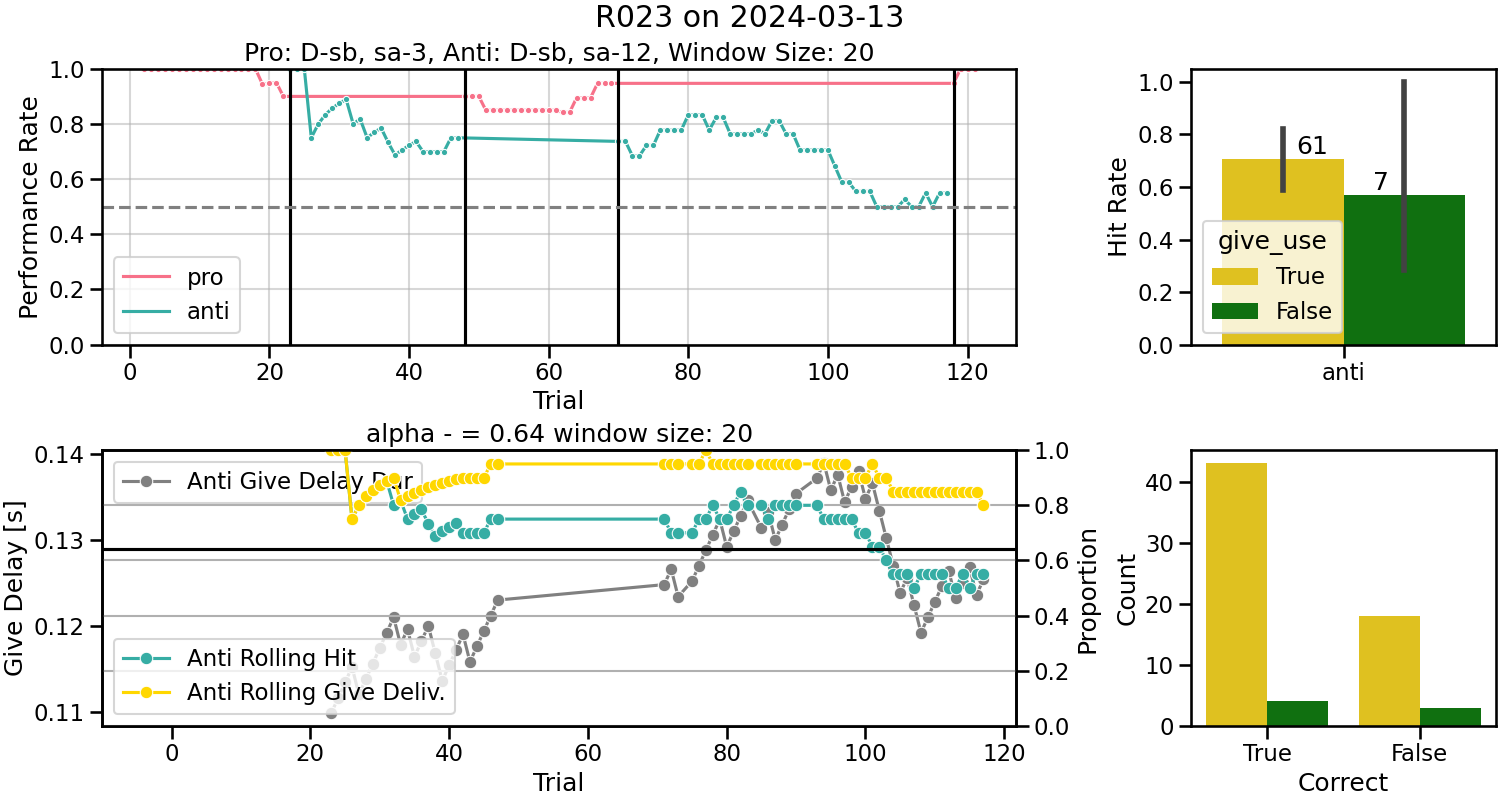 R023 on 2024-03-13
Pro: D-sb, sa-3, Anti: D-sb, sa-12, Window Size: 20
Performance Rate
1.0
0.8
0.6
0.4
0.2
0.0
pro
anti
0
20
40
60
80
100
120
Trial
Hit Rate
1.0
0.8
0.6
0.4
0.2
0.0
61
7
give_use
True
False
anti
alpha - = 0.64 window size: 20
Give Delay [s]
0.14
0.13
0.12
0.11
Anti Give Delay Dur
Anti Rolling Hit
Anti Rolling Give Deliv.
1.0
0.8
0.6
0.4
0.2
0.0
Proportion
0
20
40
60
80
100
120
Trial
Count
40
30
20
10
0
True
False
Correct